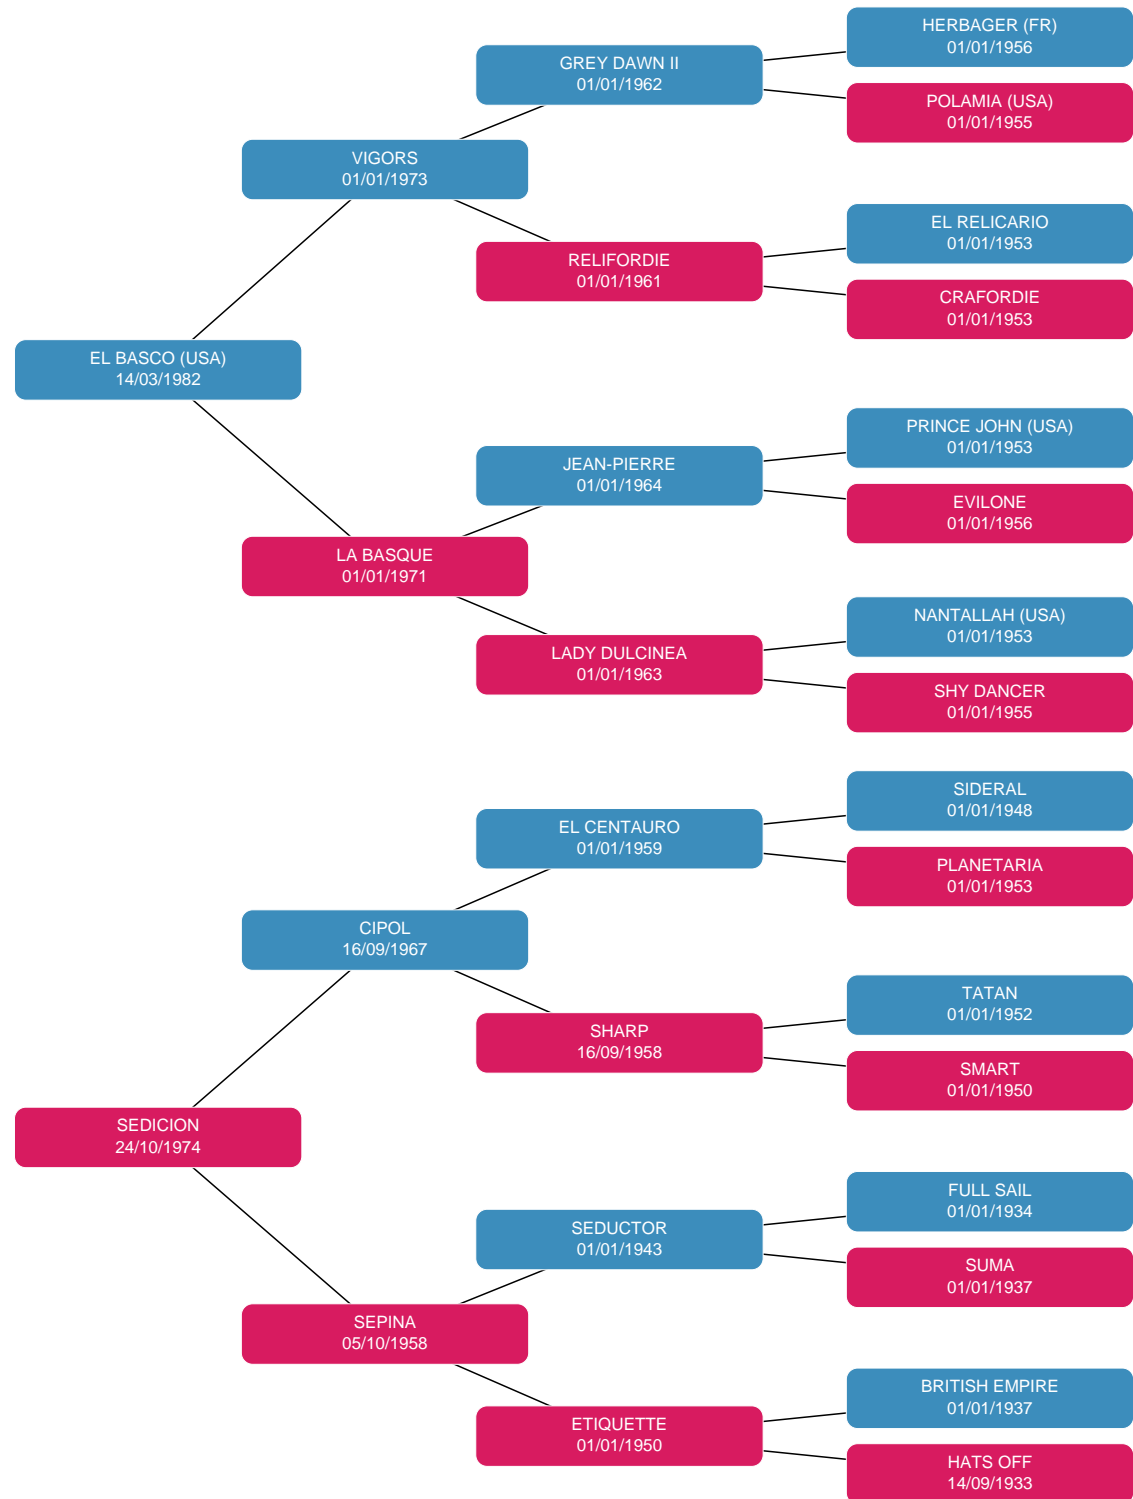 HERBAGER (FR)
01/01/1956
GREY DAWN II
01/01/1962
POLAMIA (USA)
01/01/1955
VIGORS
01/01/1973
EL RELICARIO
01/01/1953
RELIFORDIE
01/01/1961
CRAFORDIE
01/01/1953
EL BASCO (USA)
14/03/1982
PRINCE JOHN (USA)
01/01/1953
JEAN-PIERRE
01/01/1964
EVILONE
01/01/1956
LA BASQUE
01/01/1971
NANTALLAH (USA)
01/01/1953
LADY DULCINEA
01/01/1963
SHY DANCER
01/01/1955
SIDERAL
01/01/1948
EL CENTAURO
01/01/1959
PLANETARIA
01/01/1953
CIPOL
16/09/1967
TATAN
01/01/1952
SHARP
16/09/1958
SMART
01/01/1950
SEDICION
24/10/1974
FULL SAIL
01/01/1934
SEDUCTOR
01/01/1943
SUMA
01/01/1937
SEPINA
05/10/1958
BRITISH EMPIRE
01/01/1937
ETIQUETTE
01/01/1950
HATS OFF
14/09/1933